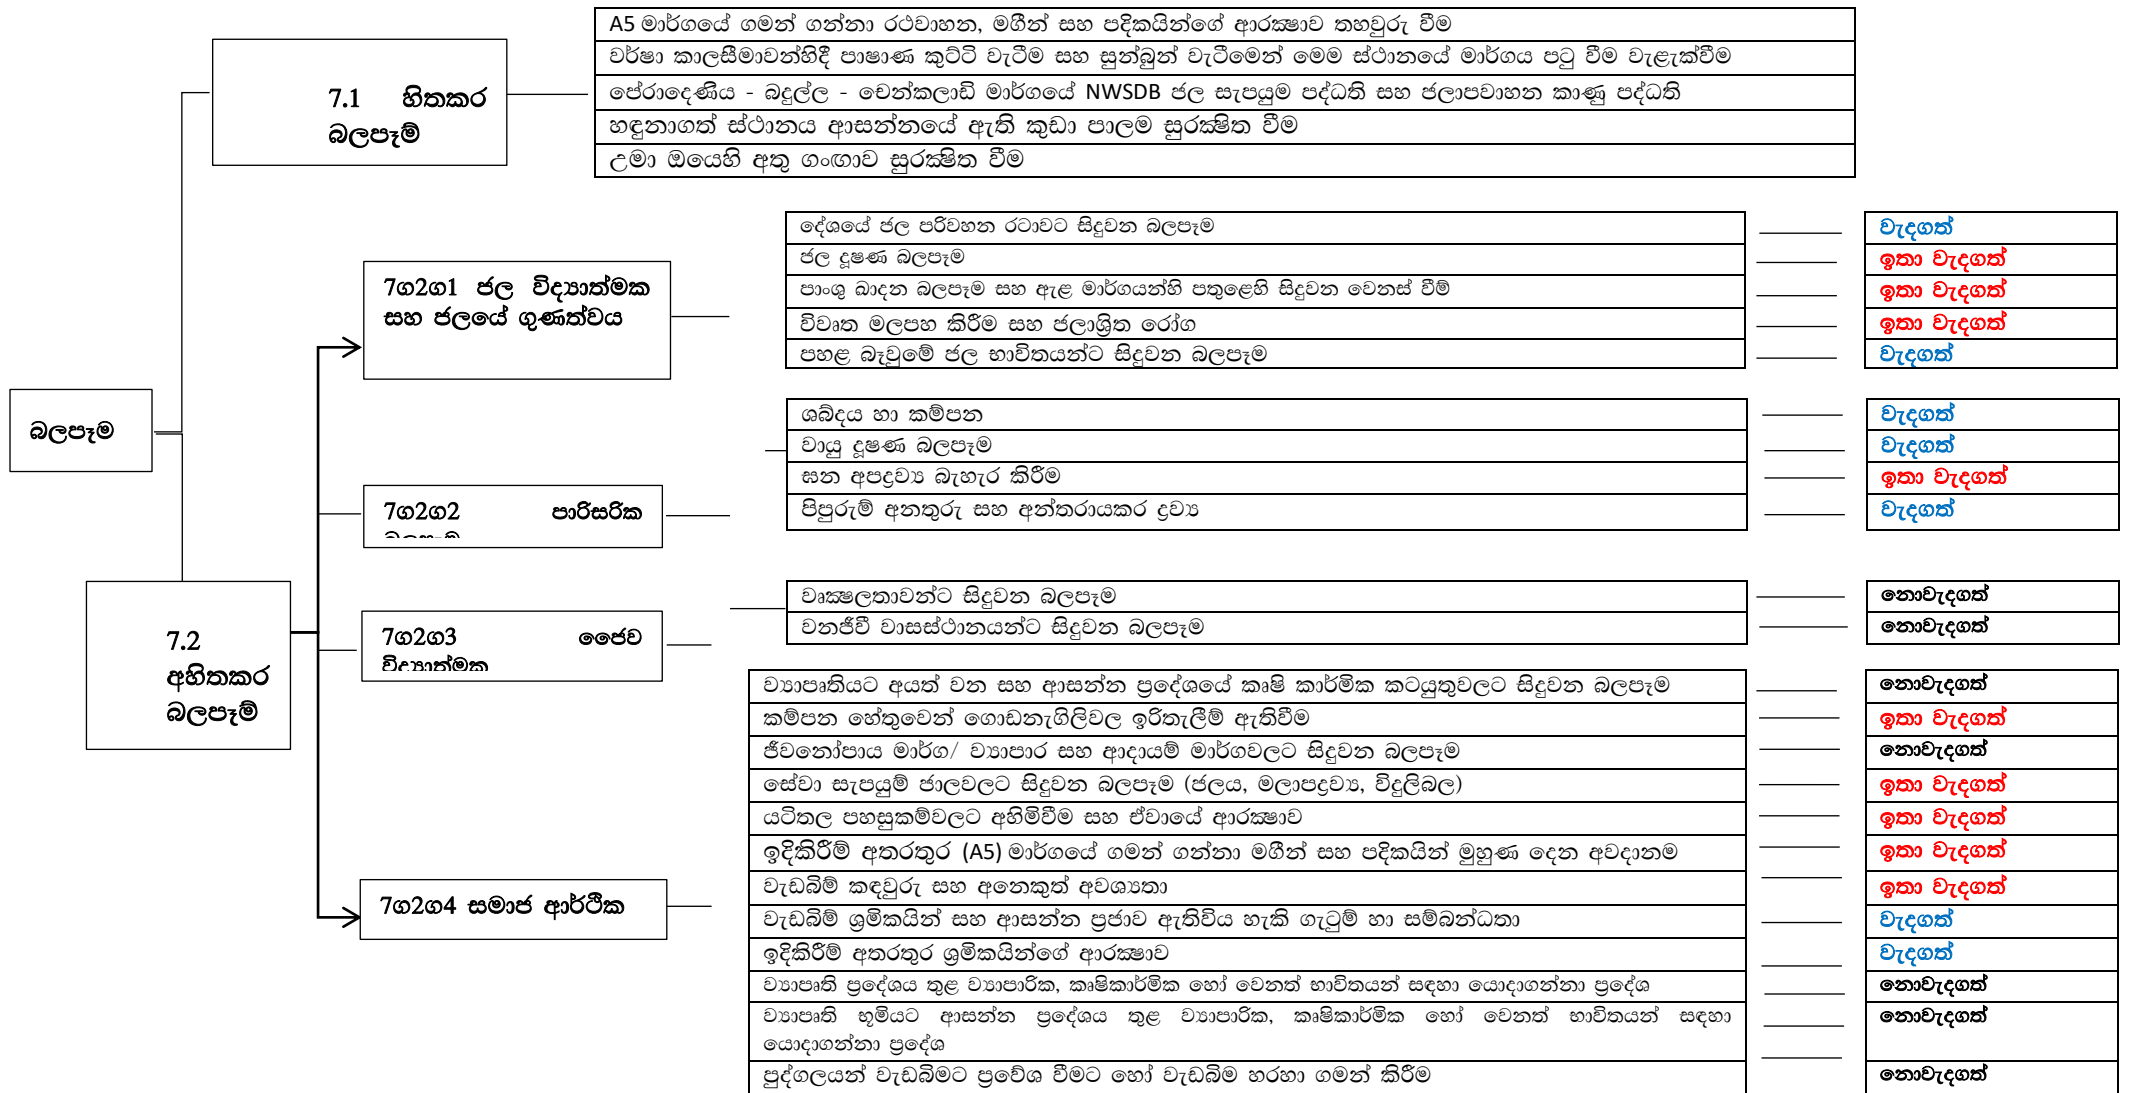 A5 මාර්ගයේ ගමන් ගන්නා රථවාහන, මගීන් සහ පදිකයින්ගේ ආරක්‍ෂාව තහවුරු වීම
වර්ෂා කාලසීමාවන්හිදී පාෂාණ කුට්ටි වැටීම සහ සුන්බුන් වැටීමෙන් මෙම ස්ථානයේ මාර්ගය පටු වීම වැළැක්වීම
පේරාදෙණිය - බදුල්ල - චෙන්කලාඩි මාර්ගයේ NWSDB ජල සැපයුම පද්ධති සහ ජලාපවාහන කාණු පද්ධති
හඳුනාගත් ස්ථානය ආසන්නයේ ඇති කුඩා පාලම සුරක්‍ෂිත වීම
උමා ඔයෙහි අතු ගංඟාව සුරක්‍ෂිත වීම
7.1 හිතකර
බලපෑම්
දේශයේ ජල පරිවහන රටාවට සිදුවන බලපෑම වැදගත්
ජල දූෂණ බලපෑම ඉතා වැදගත්
පාංශු ඛාදන බලපෑම සහ ඇළ මාර්ගයන්හි පතුළෙහි සිදුවන වෙනස් වීම් ඉතා වැදගත්
විවෘත මලපහ කිරීම සහ ජලාශ්‍රිත රෝග ඉතා වැදගත්
පහළ බෑවුමේ ජල භාවිතයන්ට සිදුවන බලපෑම වැදගත්
7ග2ග1 ජල විද්‍යාත්මක
සහ ජලයේ ගුණත්වය
බලපෑම
ශබ්දය හා කම්පන වැදගත්
වායු දූෂණ බලපෑම වැදගත්
ඝන අපද්‍රව්‍ය බැහැර කිරීම ඉතා වැදගත්
පිපුරුම් අනතුරු සහ අන්තරායකර ද්‍රව්‍ය වැදගත්
7ග2ග2 පාරිසරික
7.2
අහිතකර
බලපෑම්
වෘක්‍ෂලතාවන්ට සිදුවන බලපෑම නොවැදගත්
වනජීවී වාසස්ථානයන්ට සිදුවන බලපෑම නොවැදගත්
7ග2ග3 ජෛව
විද්‍යාත්මක
ව්‍යාපෘතියට අයත් වන සහ ආසන්න ප්‍රදේශයේ කෘෂි කාර්මික කටයුතුවලට සිදුවන බලපෑම නොවැදගත්
කම්පන හේතුවෙන් ගොඩනැගිලිවල ඉරිතැලීම් ඇතිවීම ඉතා වැදගත්
ජීවනෝපාය මාර්ග/ ව්‍යාපාර සහ ආදායම් මාර්ගවලට සිදුවන බලපෑම නොවැදගත්
සේවා සැපයුම් ජාලවලට සිදුවන බලපෑම (ජලය, මලාපද්‍රව්‍ය, විදුලිබල) ඉතා වැදගත්
යටිතල පහසුකම්වලට අහිමිවීම සහ ඒවායේ ආරක්‍ෂාව ඉතා වැදගත්
ඉදිකිරීම් අතරතුර (A5) මාර්ගයේ ගමන් ගන්නා මගීන් සහ පදිකයින් මුහුණ දෙන අවදානම ඉතා වැදගත්
වැඩබිම් කඳවුරු සහ අනෙකුත් අවශ්‍යතා ඉතා වැදගත්
වැඩබිම් ශ්‍රමිකයින් සහ ආසන්න ප්‍රජාව ඇතිවිය හැකි ගැටුම් හා සම්බන්ධතා වැදගත්
ඉදිකිරීම් අතරතුර ශ්‍රමිකයින්ගේ ආරක්‍ෂාව වැදගත්
ව්‍යාපෘති ප්‍රදේශය තුළ ව්‍යාපාරික, කෘෂිකාර්මික හෝ වෙනත් භාවිතයන් සඳහා යොදාගන්නා ප්‍රදේශ නොවැදගත්
ව්‍යාපෘති භූමියට ආසන්න ප්‍රදේශය තුළ ව්‍යාපාරික, කෘෂිකාර්මික හෝ වෙනත් භාවිතයන් සඳහා නොවැදගත්
යොදාගන්නා ප්‍රදේශ
පුද්ගලයන් වැඩබිමට ප්‍රවේශ වීමට හෝ වැඩබිම හරහා ගමන් කිරීම නොවැදගත්
7ග2ග4 සමාජ ආර්ථික